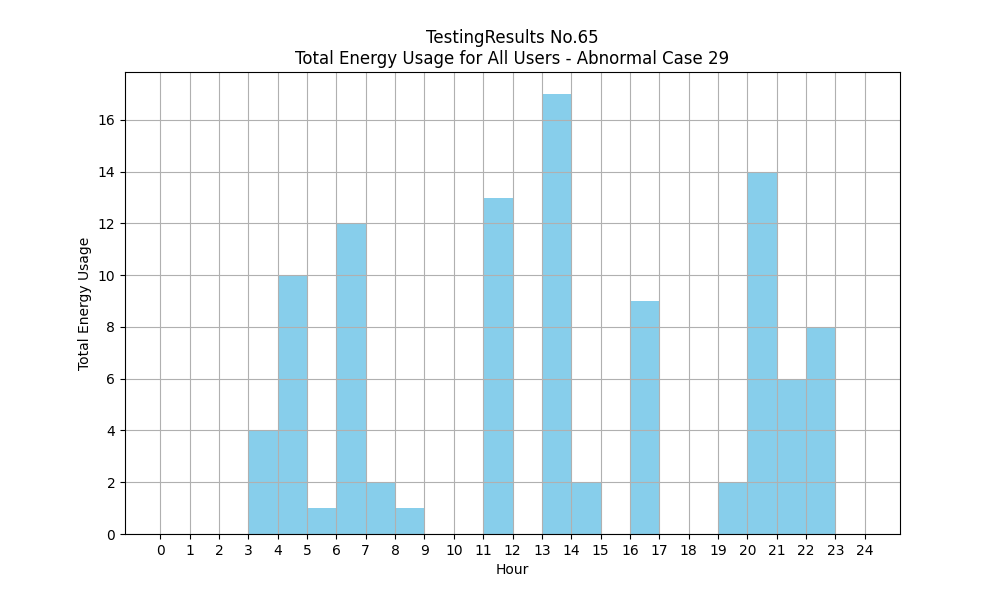 TestingResults No.65
Total Energy Usage for All Users - Abnormal Case 29
Total Energy Usage
16
14
12
10
8
6
4
2
0
0 1 2 3 4 5 6 7 8 9 10 11 12 13 14 15 16 17 18 19 20 21 22 23 24
Hour